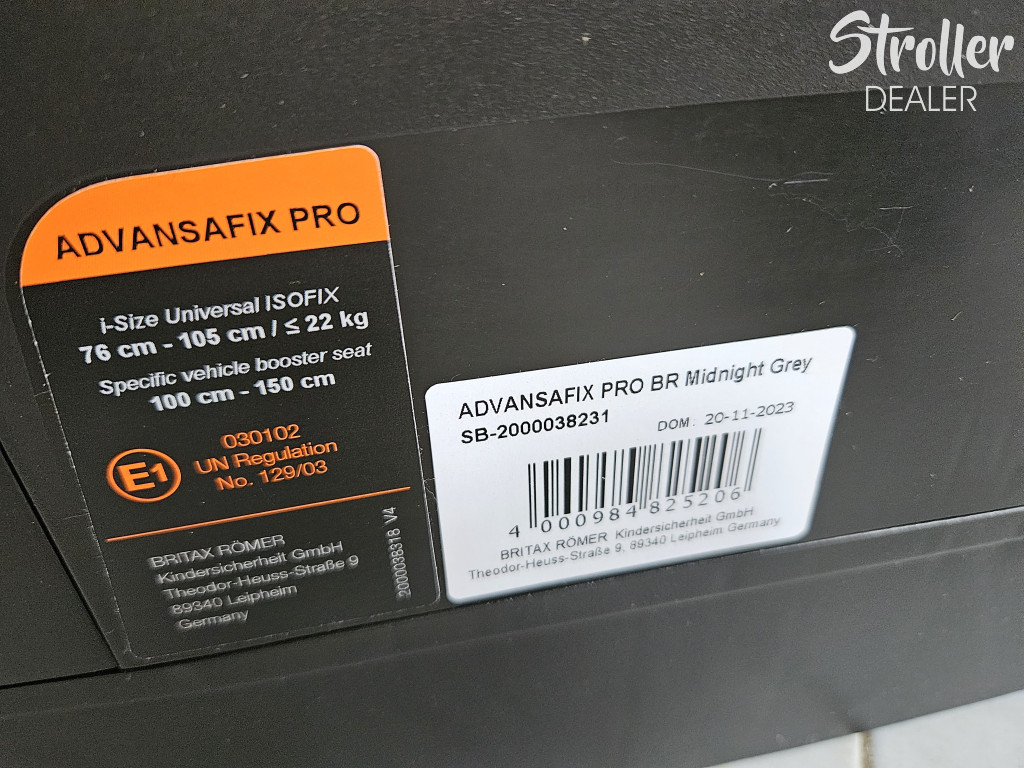 Stroller
DEALER
ADVANSAFIX PRO
i-Size Universal ISOFIX
76 cm - 105 cm / ≤ 22 kg
Specific vehicle booster seat
100 cm - 150 cm
E1
030102
UN Regulation
No. 129/03
BRITAX RÖMER
Kindersicherheit GmbH
Theodor-Heuss-Straße 9
89340 Leipheim
Germany
2000038318 V4
ADVANSAFIX PRO BR Midnight Grey
SB-2000038231
DOM: 20-11-2023
4 000984 825206
BRITAX RÖMER Kindersicherheit GmbH
Theodor-Heuss-Straße 9, 89340 Leipheim Germany